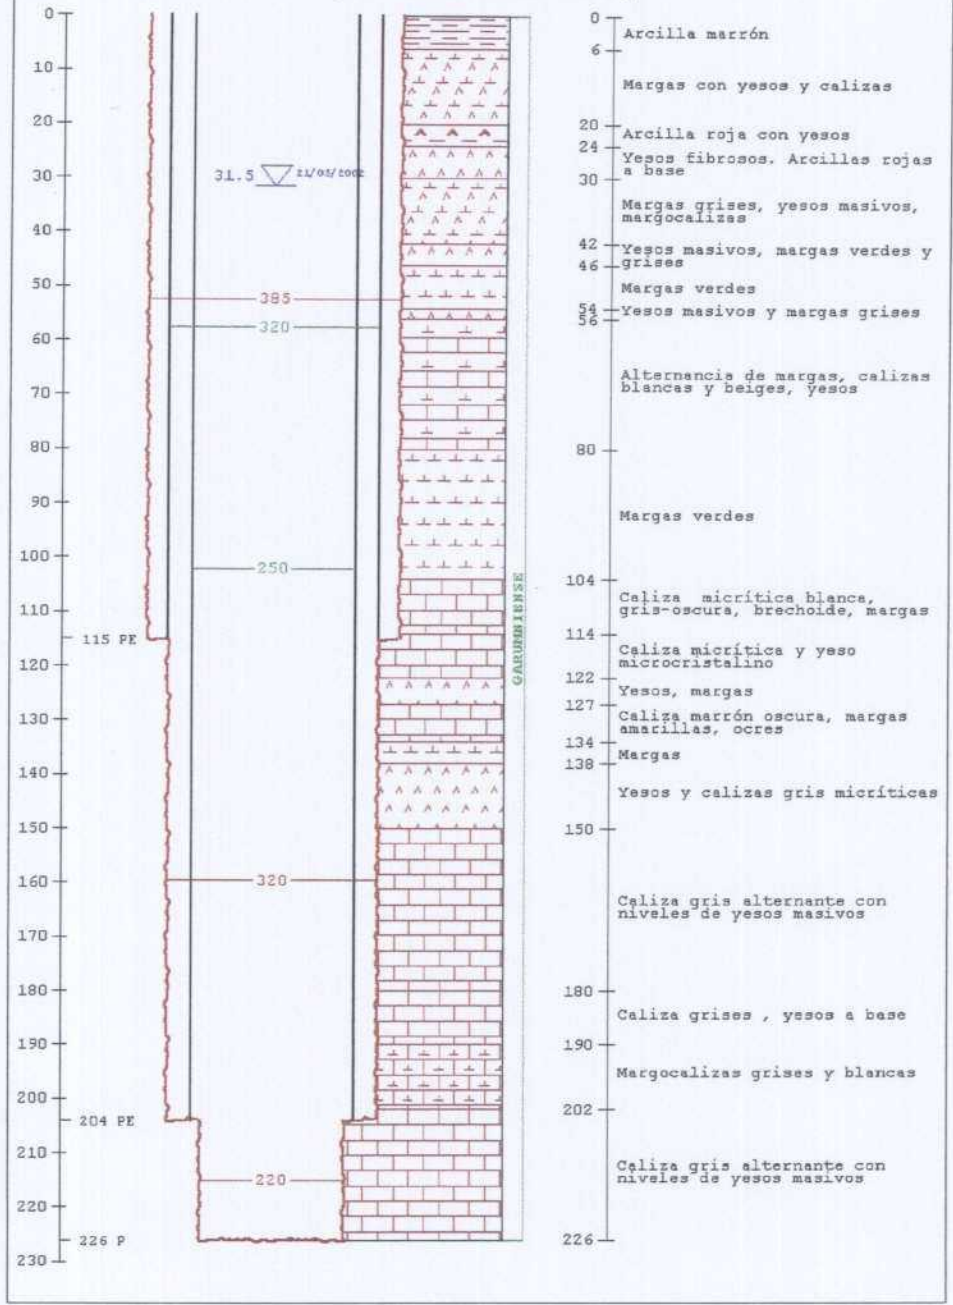 0
10
20
30
40
50
60
70
80
90
100
110
115 PE
120
130
140
150
160
170
180
190
200
204 PE
210
220
226 P
230
31.5 21/05/2002
385
320
250
320
220
GARUMNIENSE
0
Arcilla marrón
6
Margas con yesos y calizas
20
Arcilla roja con yesos
24
Yesos fibrosos. Arcillas rojas
a base
30
Margas grises, yesos masivos,
margocalizas
42
Yesos masivos, margas verdes y
grises
46
Margas verdes
54
Yesos masivos y margas grises
56
Alternancia de margas, calizas
blancas y beiges, yesos
80
Margas verdes
104
Caliza micrítica blanca,
gris-oscura, brechoide, margas
114
Caliza micrítica y yeso
microcristalino
122
Yesos, margas
127
Caliza marrón oscura, margas
amarillas, ocres
134
Margas
138
Yesos y calizas gris micríticas
150
Caliza gris alternante con
niveles de yesos masivos
180
Caliza grises , yesos a base
190
Margocalizas grises y blancas
202
Caliza gris alternante con
niveles de yesos masivos
226